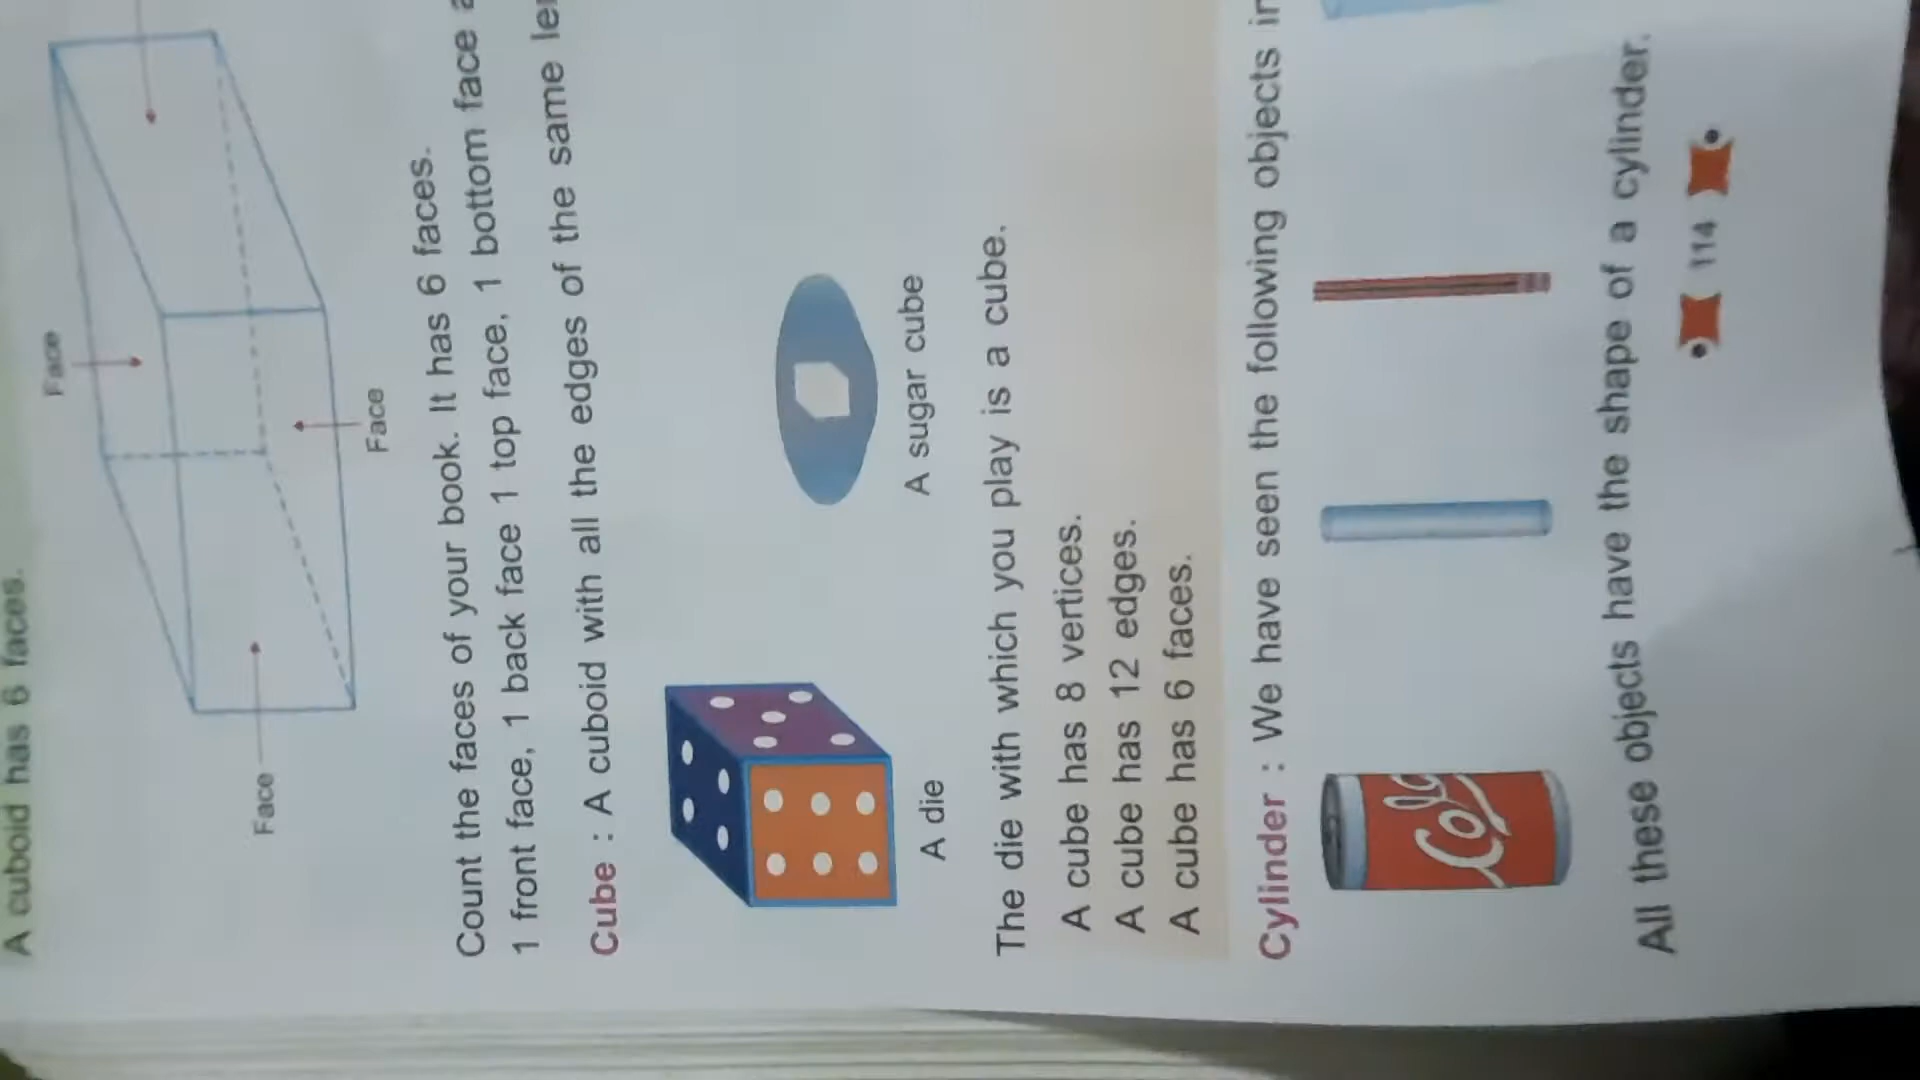 A cuboid has 6 faces.
Face
Face
Face
Count the faces of your book. It has 6 faces.
1 front face, 1 back face 1 top face, 1 bottom face
Cube : A cuboid with all the edges of the same
A die
A sugar cube
The die with which you play is a cube.
A cube has 8 vertices.
A cube has 12 edges.
A cube has 6 faces.
Cylinder : We have seen the following objects
Cola
All these objects have the shape of a cylinder.
114